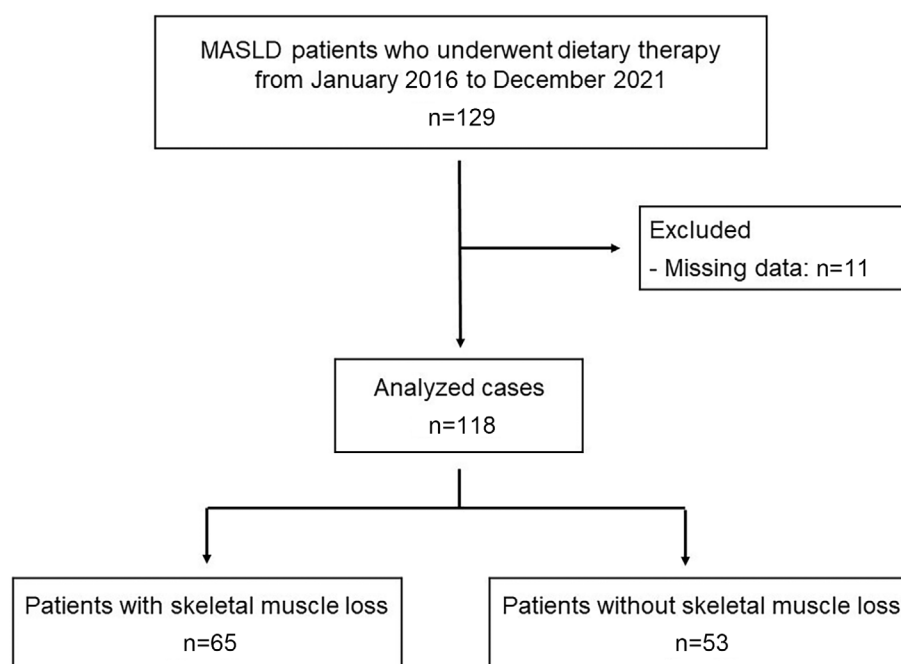 MASLD patients who underwent dietary therapy
from January 2016 to December 2021
n=129
Excluded
- Missing data: n=11
Analyzed cases
n=118
Patients with skeletal muscle loss
n=65
Patients without skeletal muscle loss
n=53